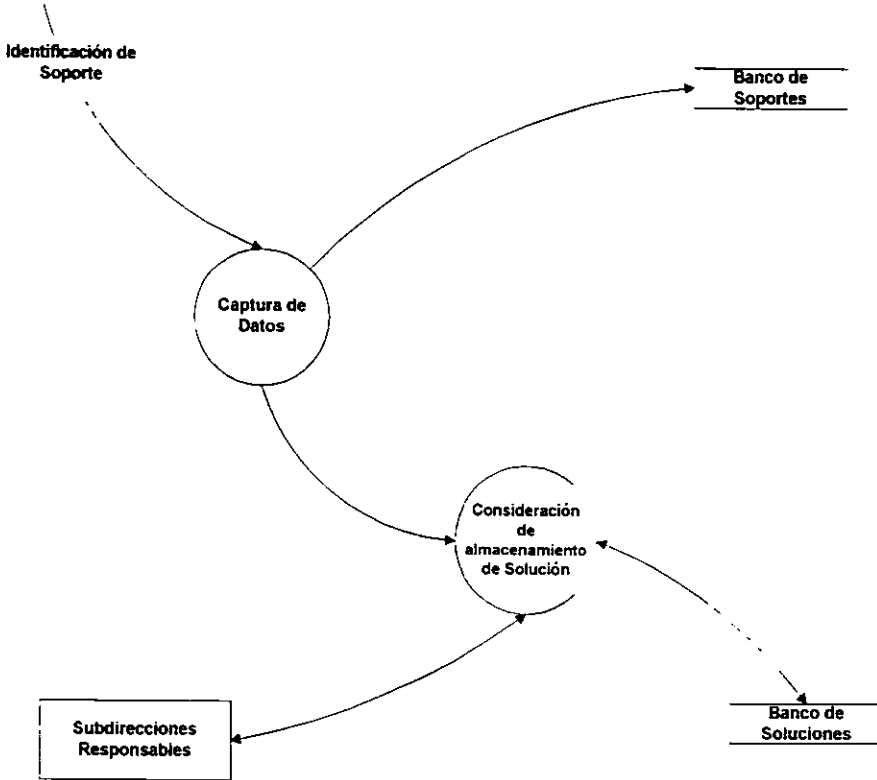 Identificación de
Soporte
Banco de
Soportes
Captura de
Datos
Consideración
de
almacenamiento
de Solución
Subdirecciones
Responsables
Banco de
Soluciones